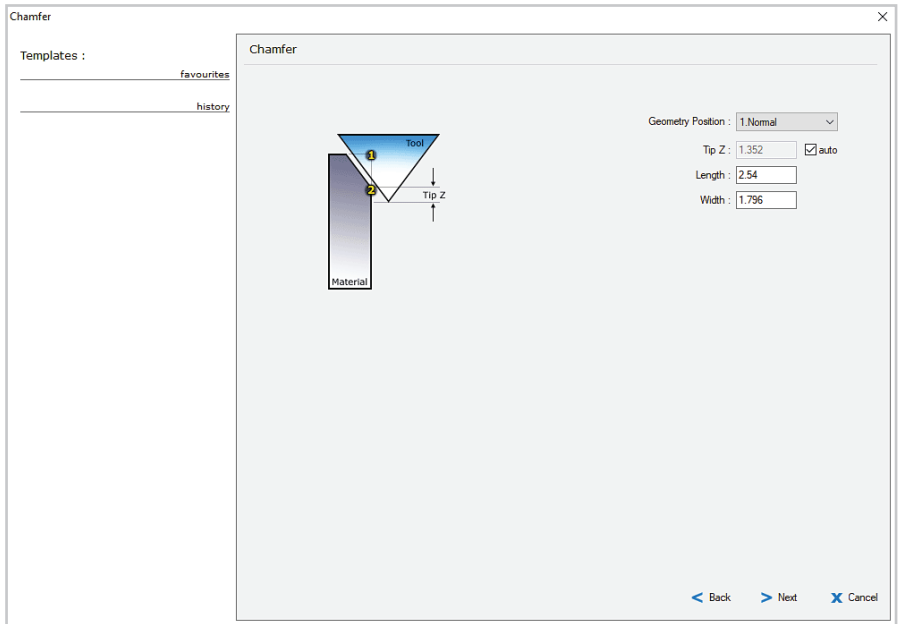 Chamfer
Templates :
favourites
history
Chamfer
Geometry Position : 1.Normal
Tip Z : 1.352 auto
Length : 2.54
Width : 1.796
Tool
1
2
Tip Z
Material
< Back > Next X Cancel